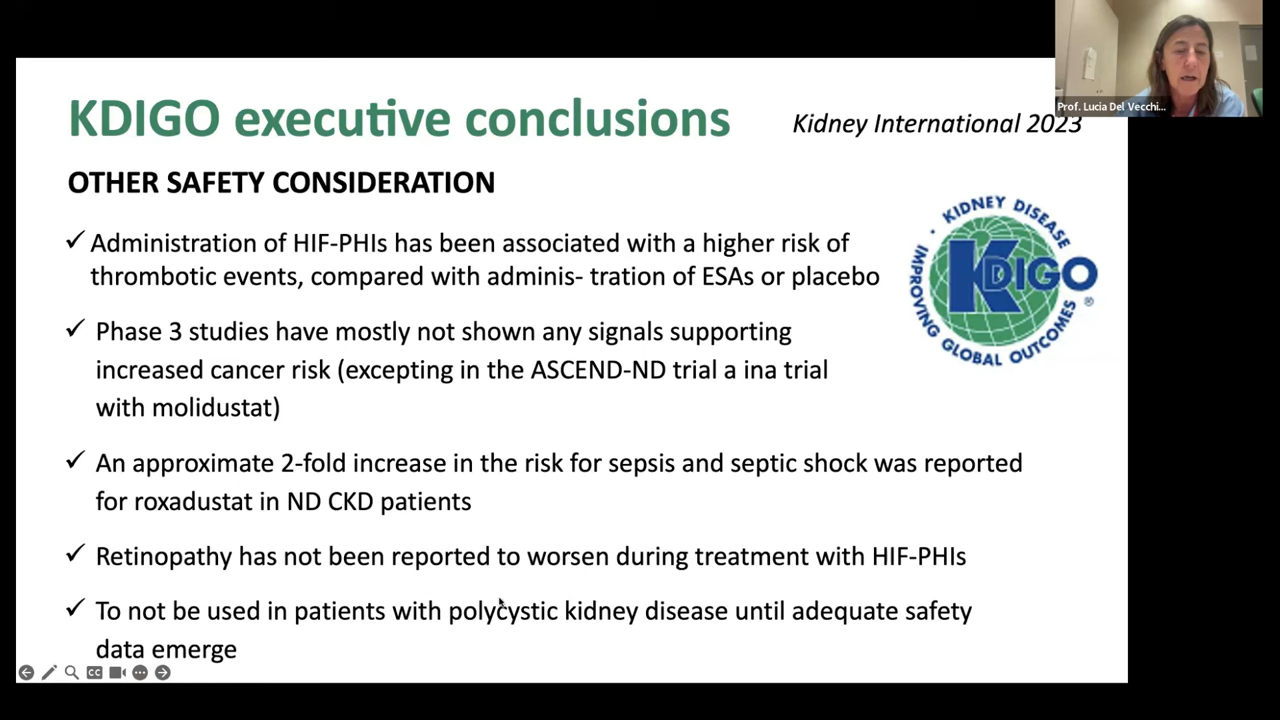 Prof. Lucia Del Vecchi...
KDIGO executive conclusions
Kidney International 2023
OTHER SAFETY CONSIDERATION
✓ Administration of HIF-PHIs has been associated with a higher risk of
thrombotic events, compared with adminis- tration of ESAs or placebo
✓ Phase 3 studies have mostly not shown any signals supporting
increased cancer risk (excepting in the ASCEND-ND trial a ina trial
with molidustat)
✓ An approximate 2-fold increase in the risk for sepsis and septic shock was reported
for roxadustat in ND CKD patients
✓ Retinopathy has not been reported to worsen during treatment with HIF-PHIs
✓ To not be used in patients with polycystic kidney disease until adequate safety
data emerge
KIDNEY DISEASE
KDIGO
®
IMPROVING GLOBAL OUTCOMES
CC